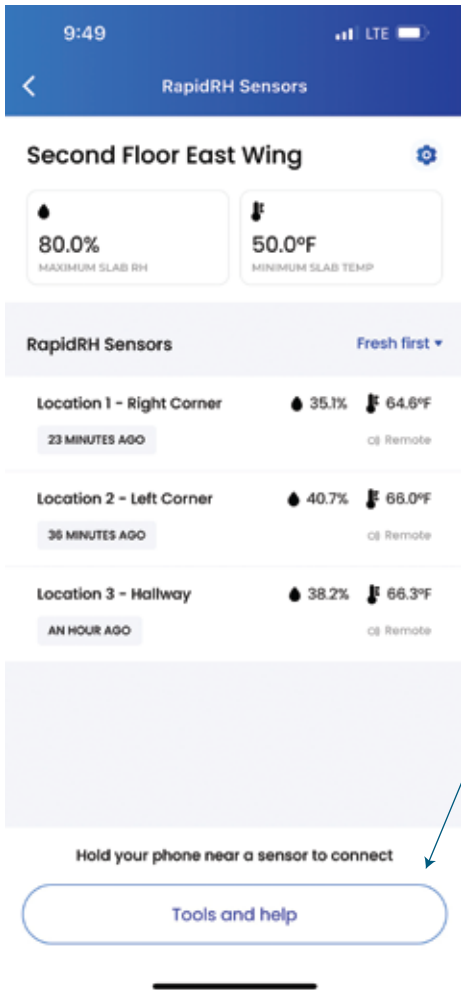 9:49 LTE
RapidRH Sensors
Second Floor East Wing
80.0% 50.0°F
MAXIMUM SLAB RH MINIMUM SLAB TEMP
RapidRH Sensors Fresh first
Location 1 - Right Corner 35.1% 64.6°F
23 MINUTES AGO Remote
Location 2 - Left Corner 40.7% 66.0°F
36 MINUTES AGO Remote
Location 3 - Hallway 38.2% 66.3°F
AN HOUR AGO Remote
Hold your phone near a sensor to connect
Tools and help